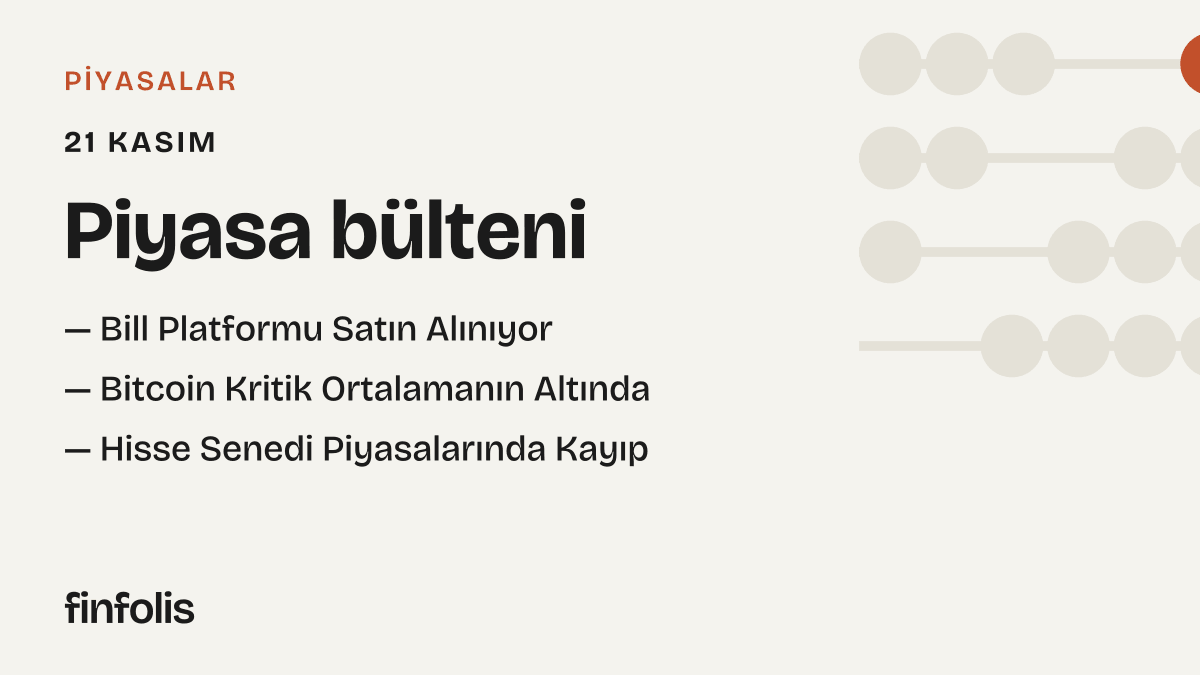 PİYASALAR
21 KASIM
Piyasa bülteni
— Bill Platformu Satın Alınıyor
— Bitcoin Kritik Ortalamanın Altında
— Hisse Senedi Piyasalarında Kayıp
finfolis